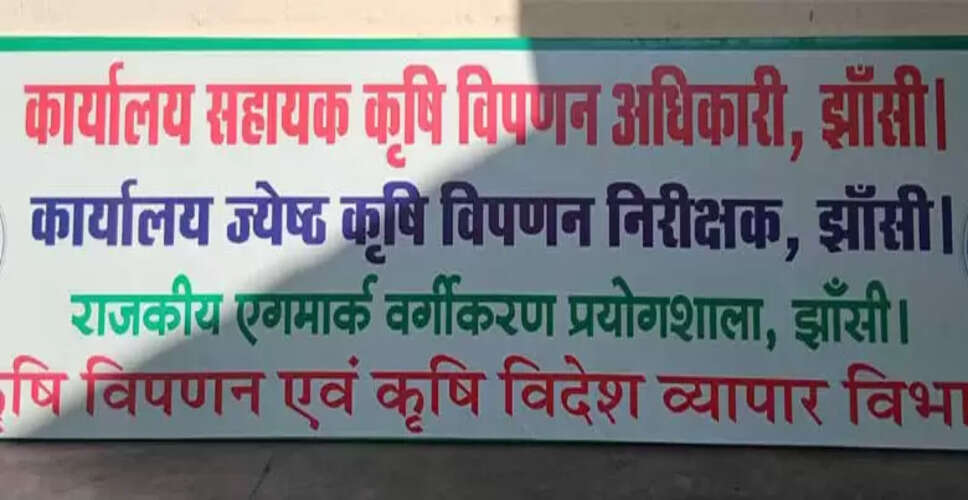 कार्यालय सहायक कृषि विपणन अधिकारी, झाँसी।
कार्यालय ज्येष्ठ कृषि विपणन निरीक्षक, झाँसी।
राजकीय एगमार्क वर्गीकरण प्रयोगशाला, झाँसी।
विपणन एवं कृषि विदेश व्यापार